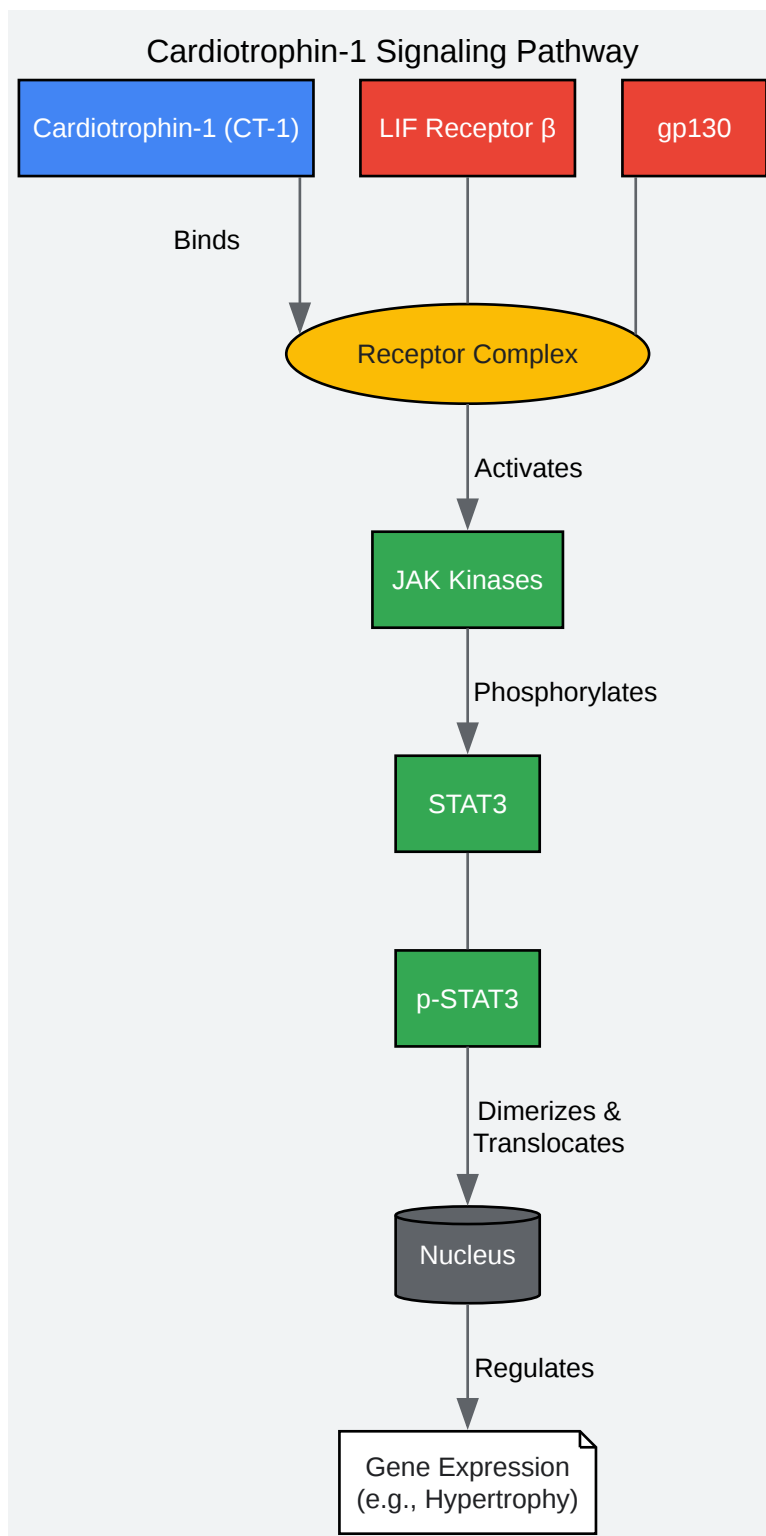 Cardiotrophin-1 Signaling Pathway
Cardiotrophin-1 (CT-1)
LIF Receptor β
gp130
Binds
Receptor Complex
Activates
JAK Kinases
Phosphorylates
STAT3
p-STAT3
Dimerizes &
Translocates
Nucleus
Regulates
Gene Expression
(e.g., Hypertrophy)